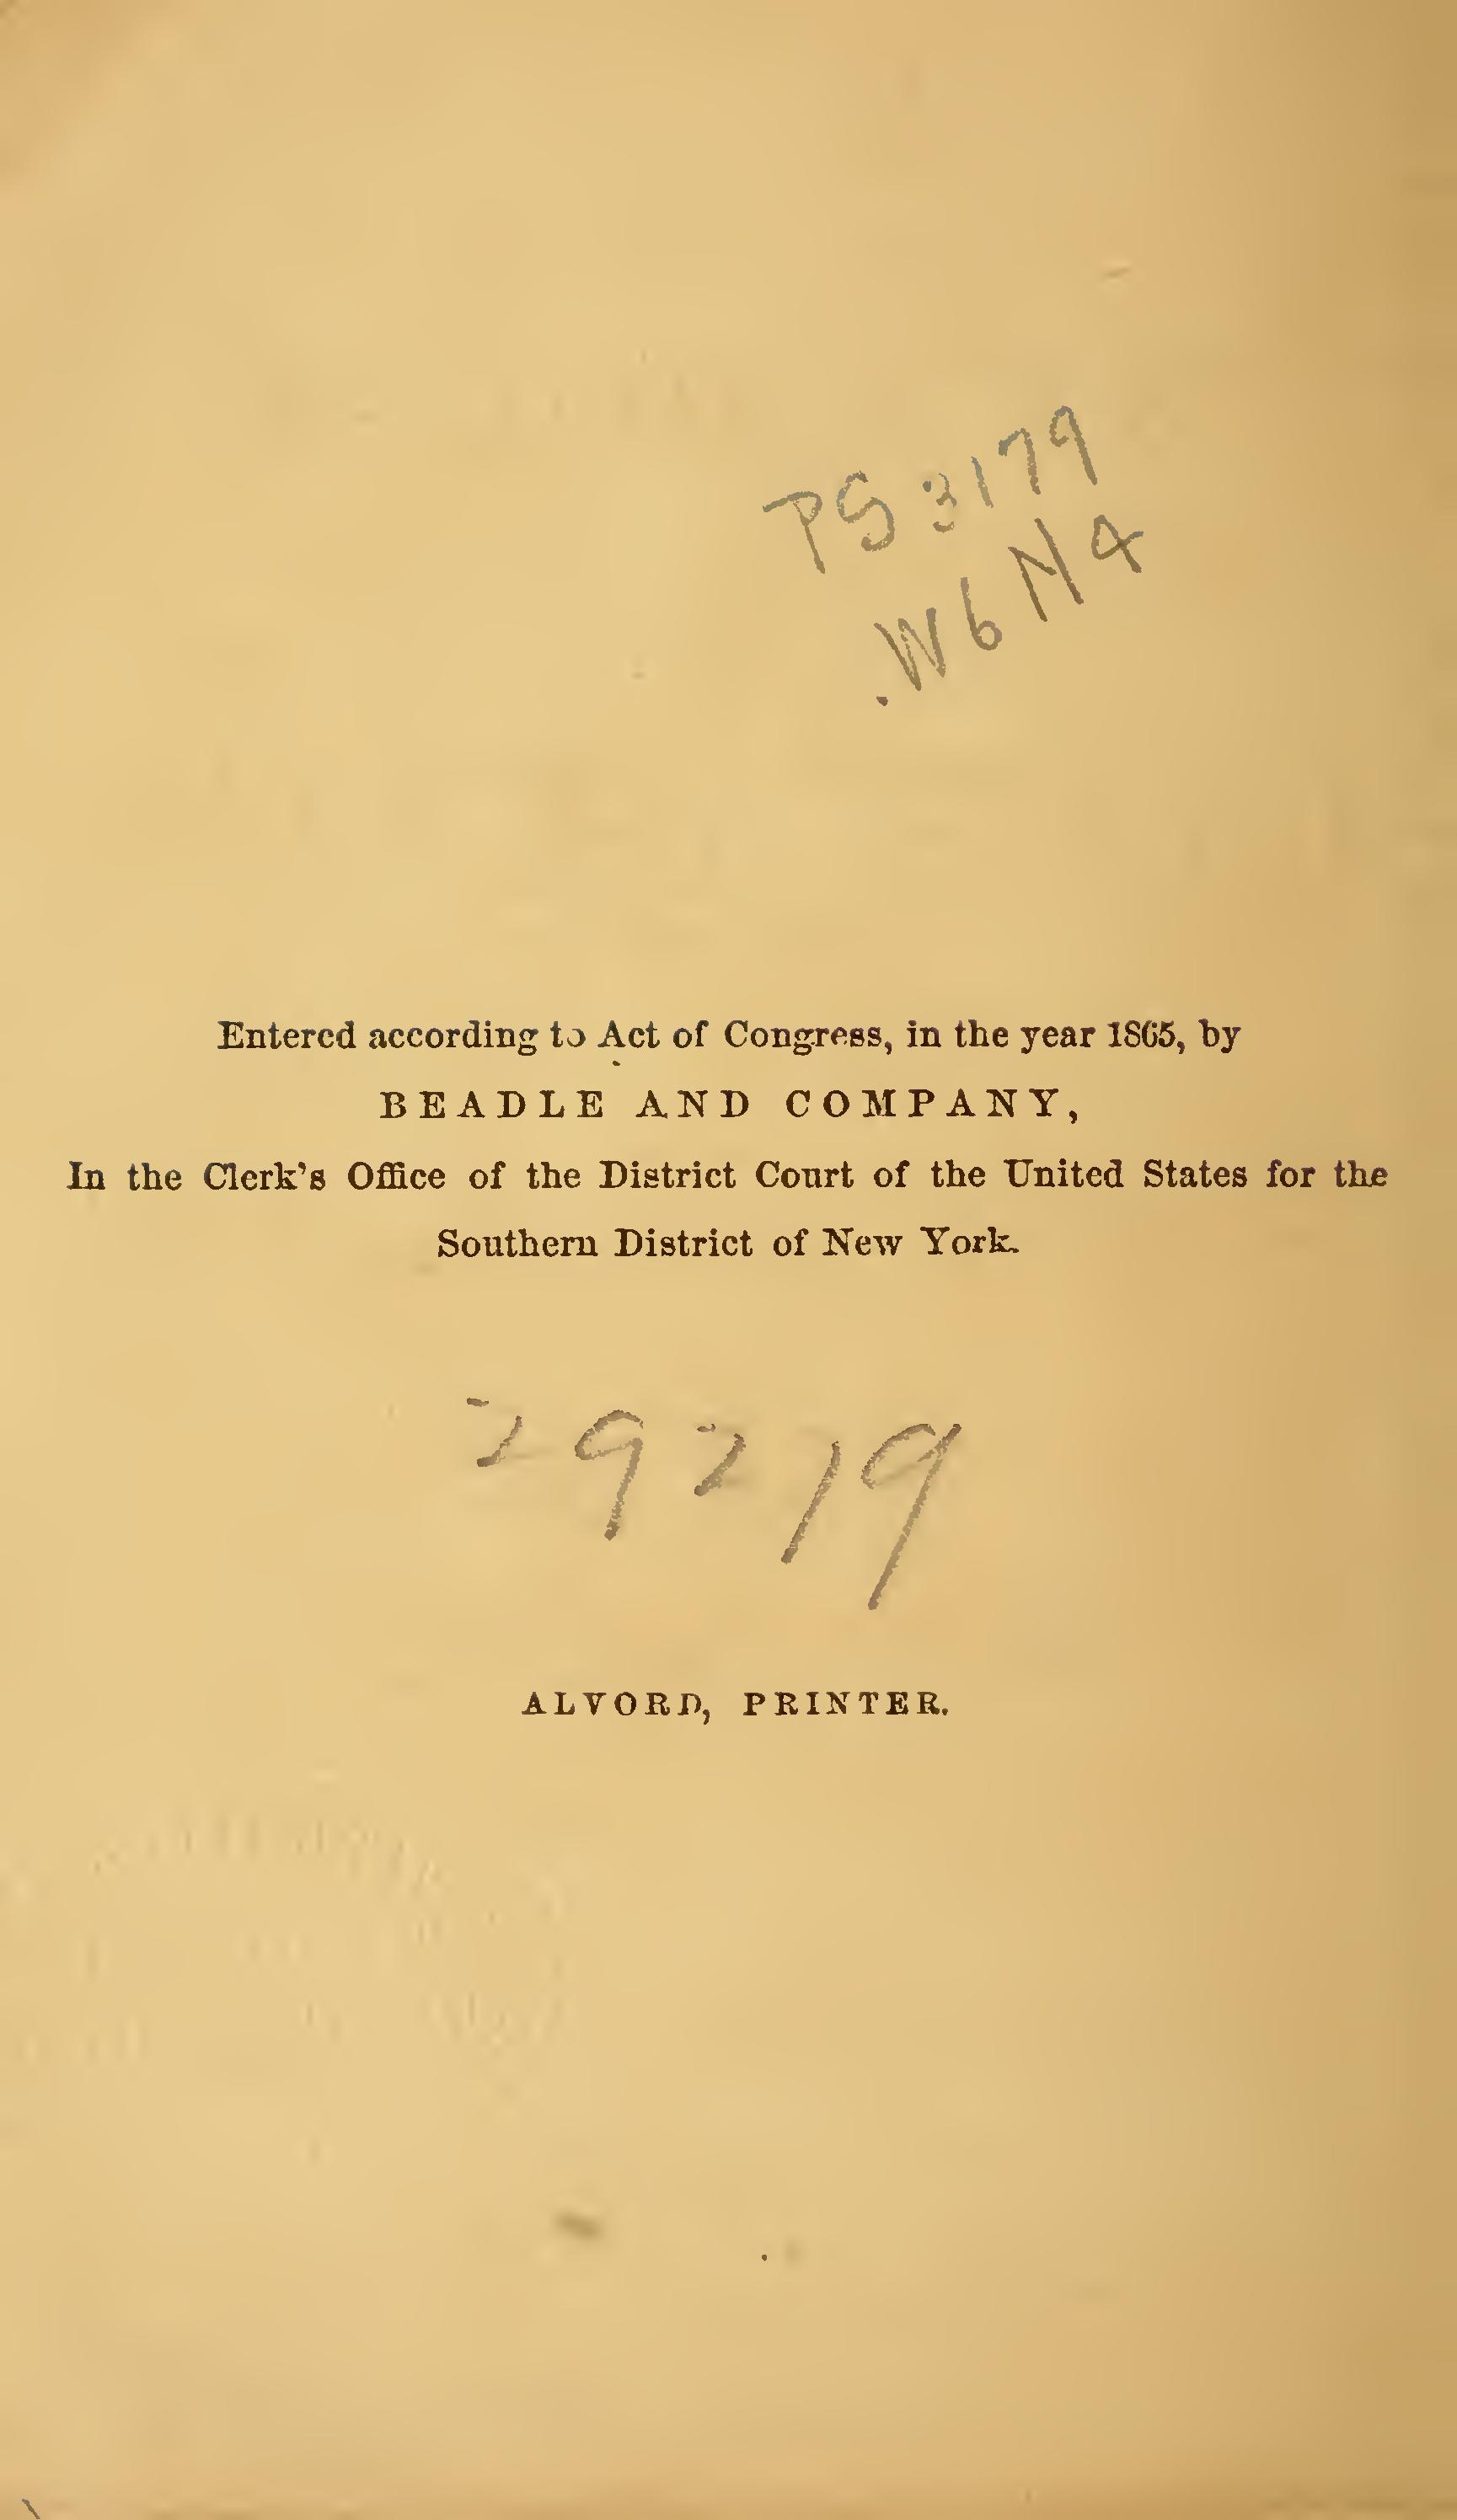 PS 3179
.W6 N4
Entered according to Act of Congress, in the year 1865, by
BEADLE AND COMPANY,
In the Clerk's Office of the District Court of the United States for the
Southern District of New York.
29219
ALVORD, PRINTER.